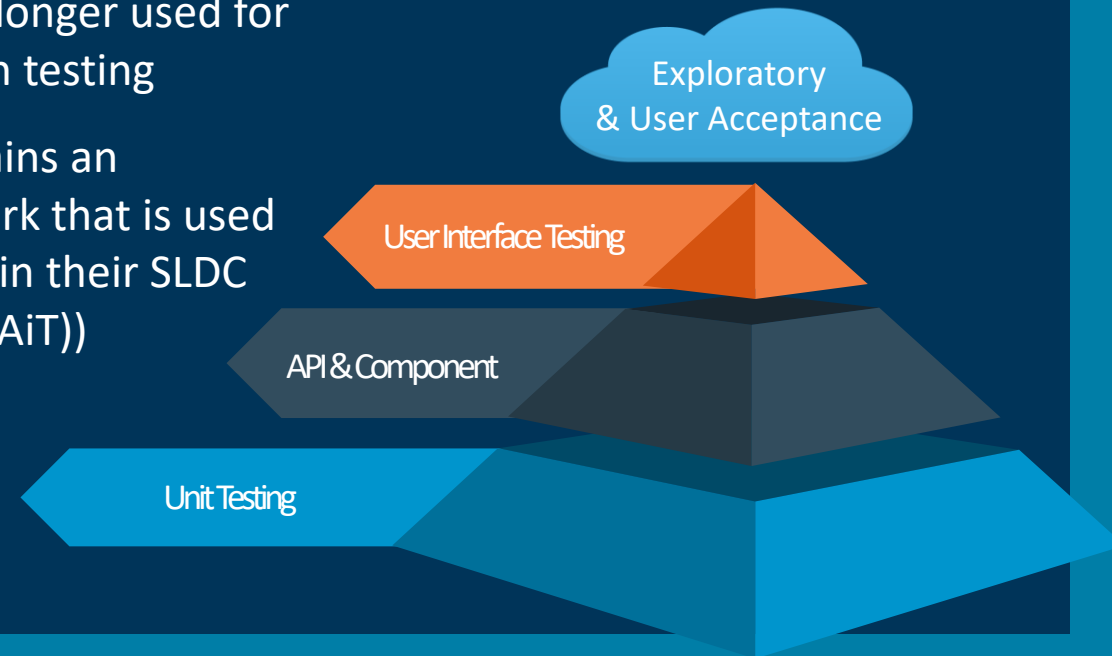 longer used for
n testing
ins an
rk that is used
in their SLDC
AiT))
Exploratory
& User Acceptance
User Interface Testing
API & Component
Unit Testing